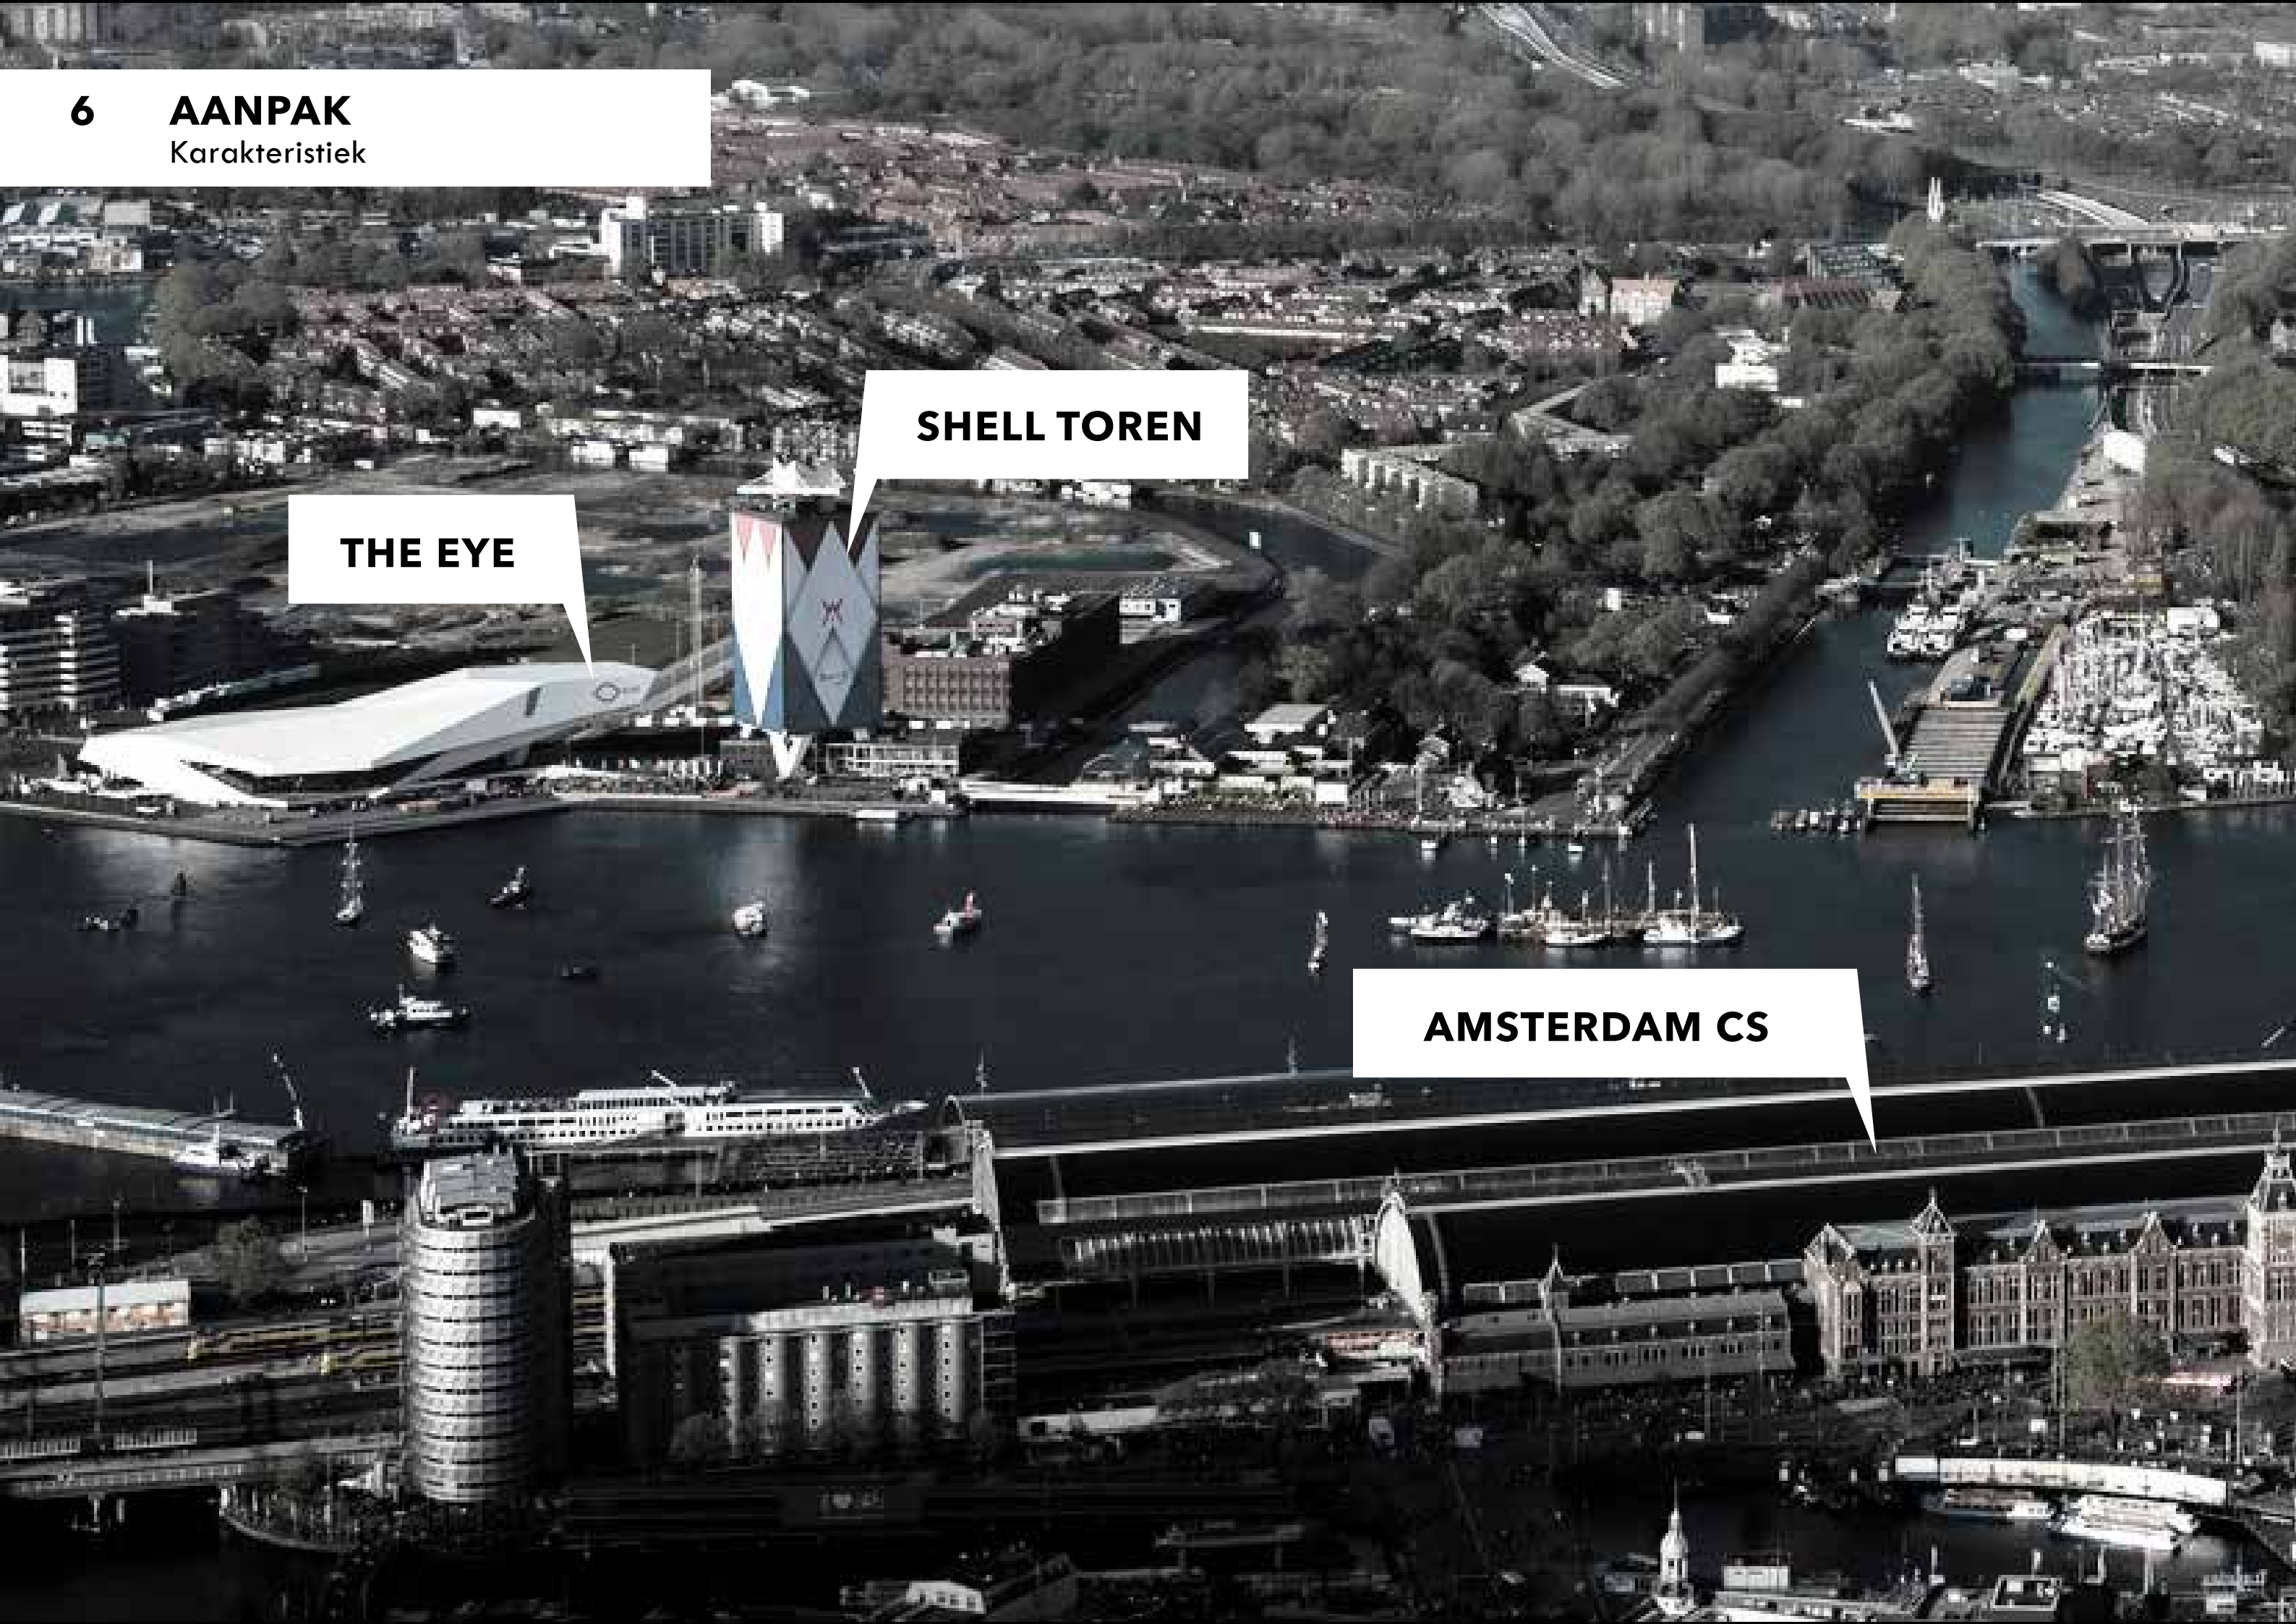 6 AANPAK
Karakteristiek
SHELL TOREN
THE EYE
AMSTERDAM CS